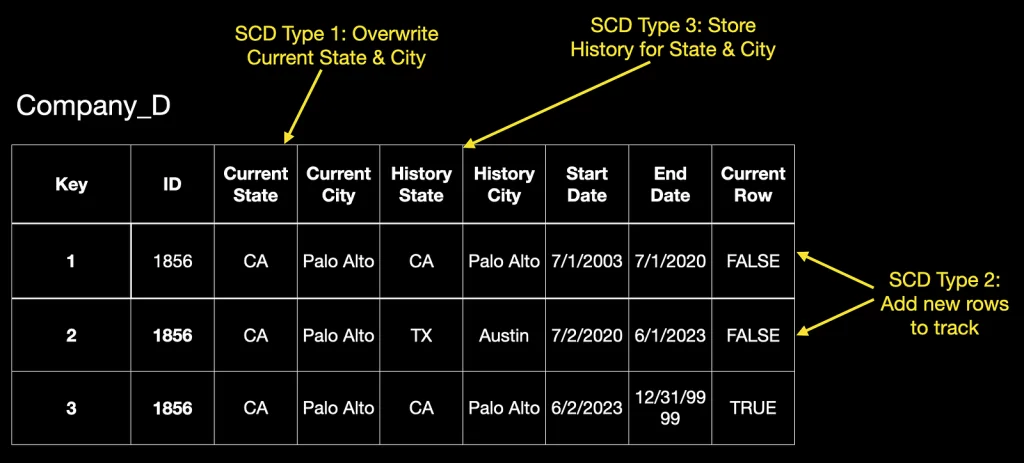 SCD Type 1: Overwrite
Current State & City
SCD Type 3: Store
History for State & City
Company_D
Key ID Current State Current City History State History City Start Date End Date Current Row
1 1856 CA Palo Alto CA Palo Alto 7/1/2003 7/1/2020 FALSE
2 1856 CA Palo Alto TX Austin 7/2/2020 6/1/2023 FALSE
3 1856 CA Palo Alto CA Palo Alto 6/2/2023 12/31/9999 TRUE
SCD Type 2:
Add new rows
to track